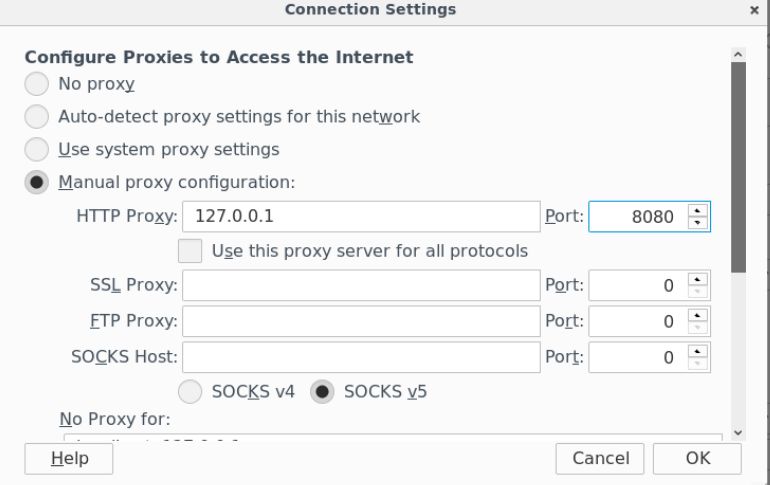 Connection Settings ×
Configure Proxies to Access the Internet
No proxy
Auto-detect proxy settings for this network
Use system proxy settings
Manual proxy configuration:
HTTP Proxy: 127.0.0.1 Port: 8080
Use this proxy server for all protocols
SSL Proxy: Port: 0
FTP Proxy: Port: 0
SOCKS Host: Port: 0
SOCKS v4 SOCKS v5
No Proxy for:
Help Cancel OK